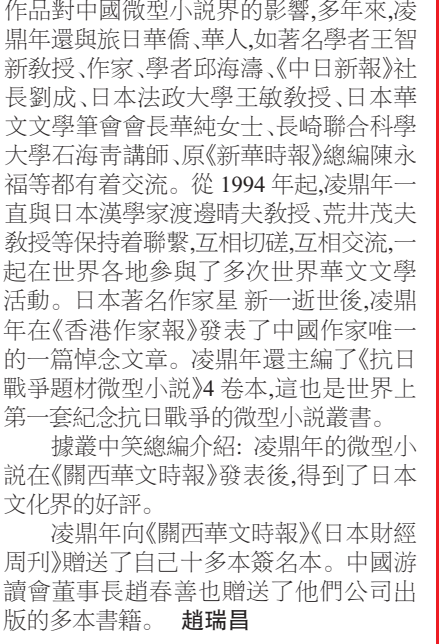 作品對中國微型小説界的影響,多年來,凌
鼎年還與旅日華僑、華人,如著名學者王智
新教授、作家、學者邱海濤、《中日新報》社
長劉成、日本法政大學王敏教授、日本華
文文學筆會會長華純女士、長崎聯合科學
大學石海青講師、原《新華時報》總編陳永
福等都有着交流。從 1994 年起,凌鼎年一
直與日本漢學家渡邊晴夫教授、荒井茂夫
教授等保持着聯繫,互相切磋,互相交流,一
起在世界各地參與了多次世界華文文學
活動。日本著名作家星 新一逝世後,凌鼎
年在《香港作家報》發表了中國作家唯一
的一篇悼念文章。凌鼎年還主編了《抗日
戰爭題材微型小説》4 卷本,這也是世界上
第一套紀念抗日戰爭的微型小説叢書。
據叢中笑總編介紹: 凌鼎年的微型小
説在《關西華文時報》發表後,得到了日本
文化界的好評。
凌鼎年向《關西華文時報》《日本財經
周刊》贈送了自己十多本簽名本。中國游
讀會董事長趙春善也贈送了他們公司出
版的多本書籍。 趙瑞昌